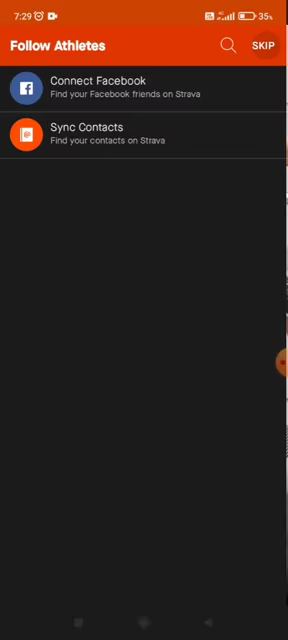 7:29
35%
Follow Athletes
SKIP
Connect Facebook
Find your Facebook friends on Strava
Sync Contacts
Find your contacts on Strava